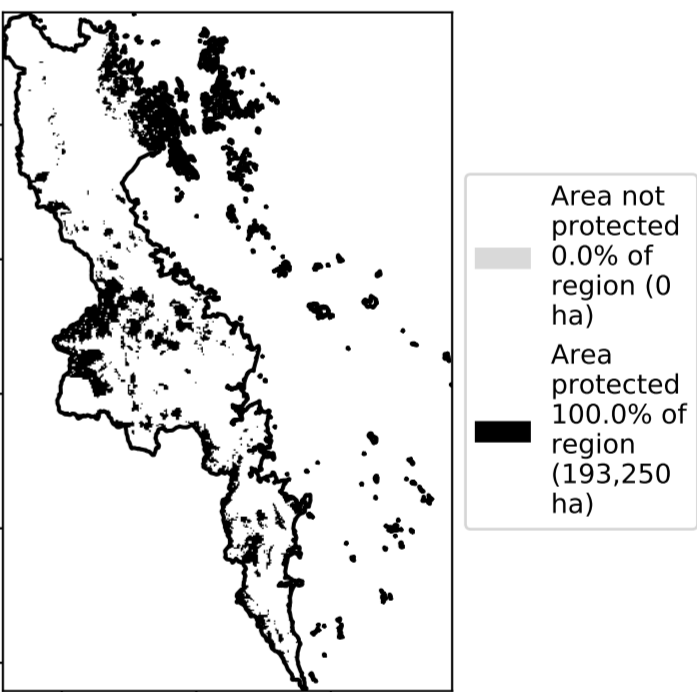 Area not
protected
0.0% of
region (0
ha)
Area
protected
100.0% of
region
(193,250
ha)